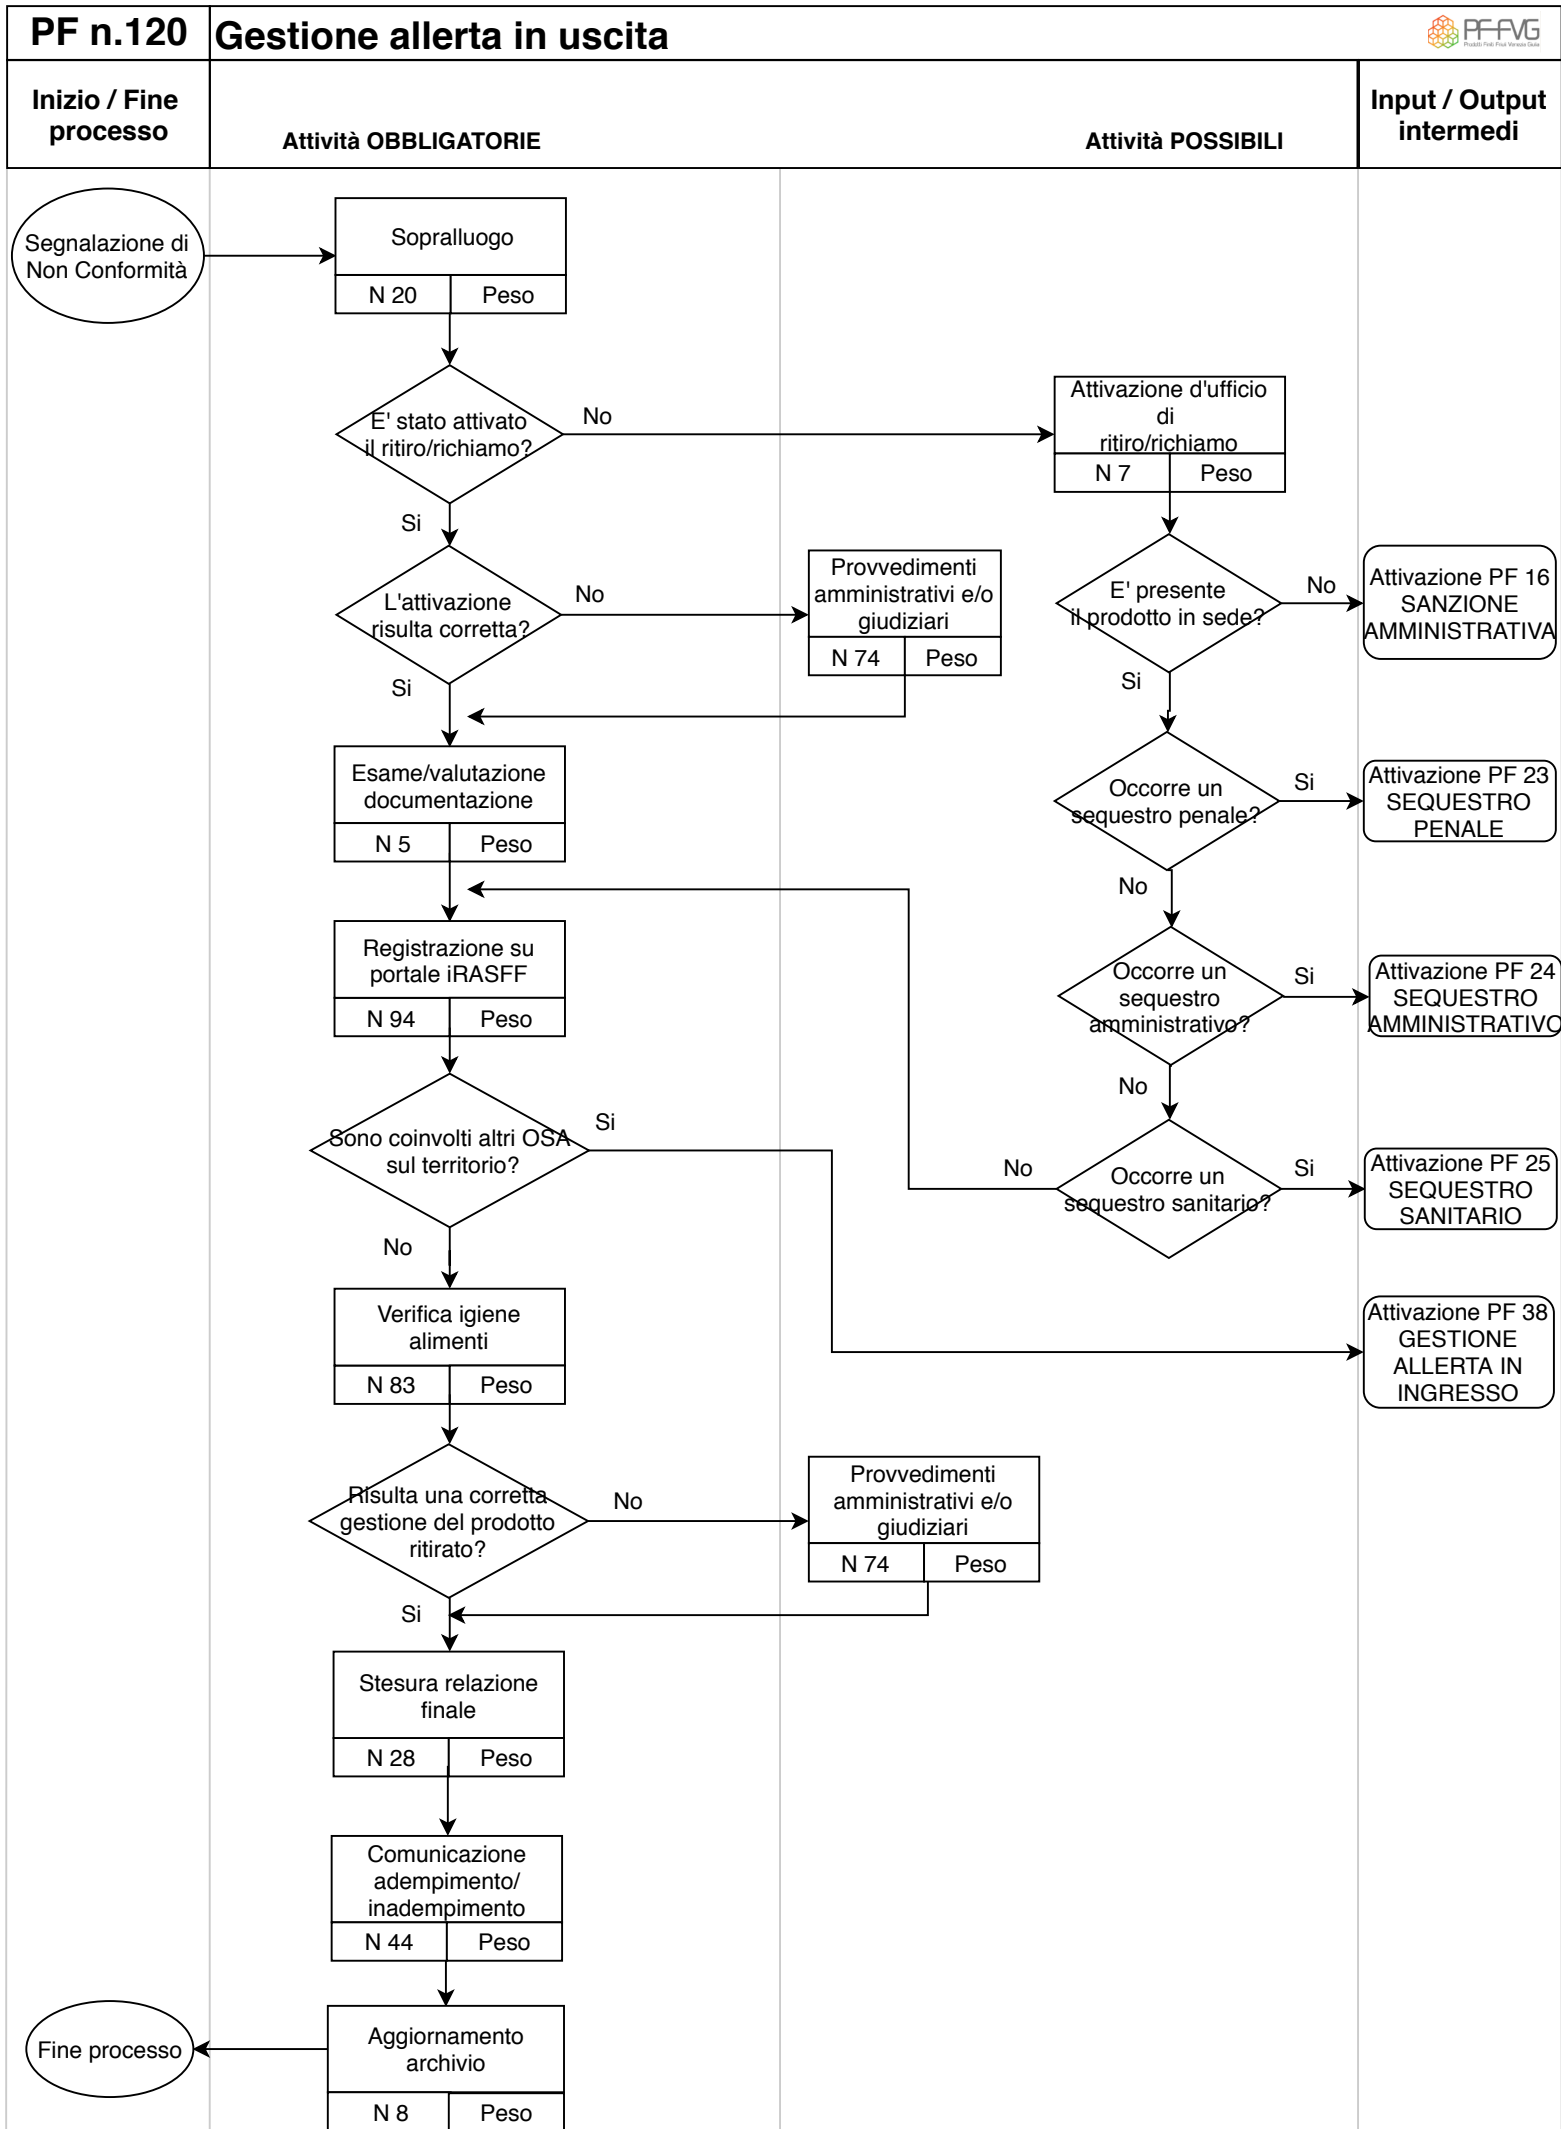 PF n.120
Gestione allerta in uscita
PF-FVG
Prodotti Finiti Friuli Venezia Giulia
Inizio / Fine
processo
Attività OBBLIGATORIE
Attività POSSIBILI
Input / Output
intermedi
Segnalazione di
Non Conformità
Sopralluogo
N 20
Peso
E' stato attivato
il ritiro/richiamo?
No
Si
Attivazione d'ufficio
di
ritiro/richiamo
N 7
Peso
L'attivazione
risulta corretta?
No
Si
Provvedimenti
amministrativi e/o
giudiziari
N 74
Peso
E' presente
il prodotto in sede?
No
Si
Attivazione PF 16
SANZIONE
AMMINISTRATIVA
Esame/valutazione
documentazione
N 5
Peso
Occorre un
sequestro penale?
Si
No
Attivazione PF 23
SEQUESTRO
PENALE
Registrazione su
portale iRASFF
N 94
Peso
Occorre un
sequestro
amministrativo?
Si
No
Attivazione PF 24
SEQUESTRO
AMMINISTRATIVO
Sono coinvolti altri OSA
sul territorio?
Si
No
Occorre un
sequestro sanitario?
No
Si
Attivazione PF 25
SEQUESTRO
SANITARIO
Verifica igiene
alimenti
N 83
Peso
Attivazione PF 38
GESTIONE
ALLERTA IN
INGRESSO
Risulta una corretta
gestione del prodotto
ritirato?
No
Si
Provvedimenti
amministrativi e/o
giudiziari
N 74
Peso
Stesura relazione
finale
N 28
Peso
Comunicazione
adempimento/
inadempimento
N 44
Peso
Aggiornamento
archivio
N 8
Peso
Fine processo